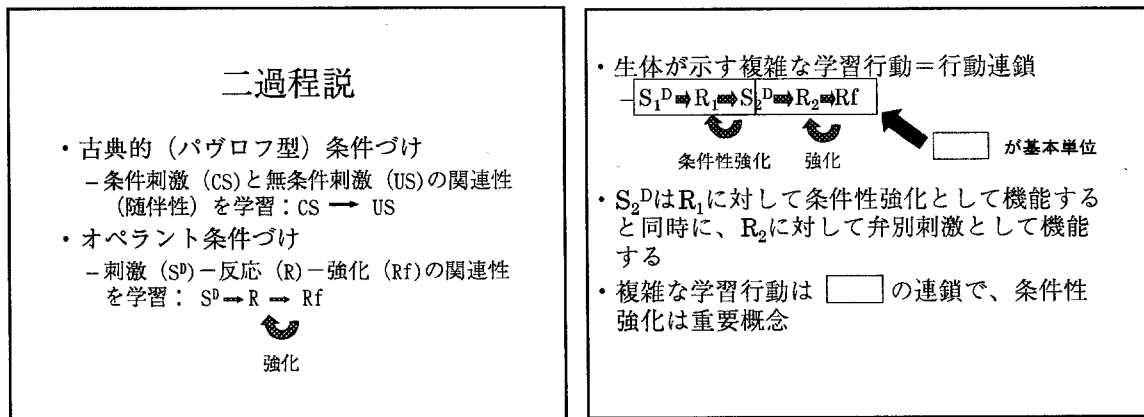 二過程説
・古典的（パヴロフ型）条件づけ
－条件刺激（CS）と無条件刺激（US）の関連性
（随伴性）を学習：CS → US
・オペラント条件づけ
－刺激（Sᴰ）－反応（R）－強化（Rf）の関連性
を学習： Sᴰ→R → Rf
強化
・生体が示す複雑な学習行動＝行動連鎖
－S₁ᴰ➡R₁➡S₂ᴰ➡R₂➡Rf
条件性強化 強化
が基本単位
・S₂ᴰはR₁に対して条件性強化として機能する
と同時に、R₂に対して弁別刺激として機能
する
・複雑な学習行動は の連鎖で、条件性
強化は重要概念